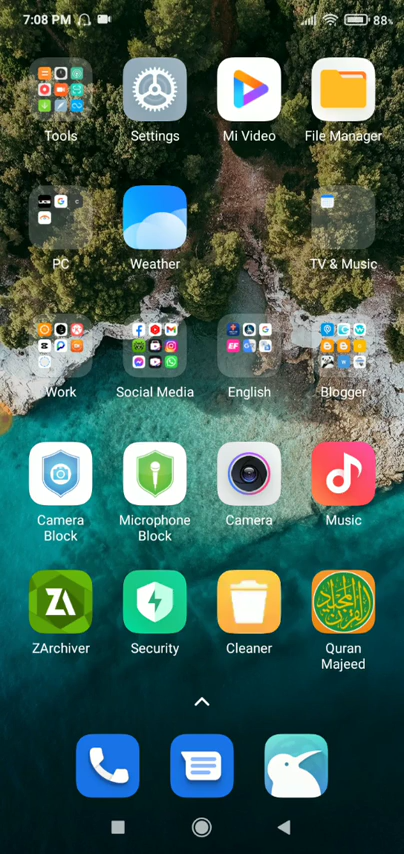 7:08 PM 88%
Tools Settings Mi Video File Manager
PC Weather TV & Music
Work Social Media English Blogger
Camera Block Microphone Block Camera Music
ZArchiver Security Cleaner Quran Majeed